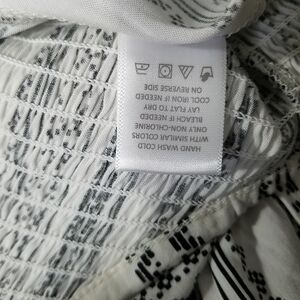 HAND WASH COLD
WITH SIMILAR COLORS
ONLY NON-CHLORINE
BLEACH IF NEEDED
LAY FLAT TO DRY
COOL IRON IF NEEDED
ON REVERSE SIDE